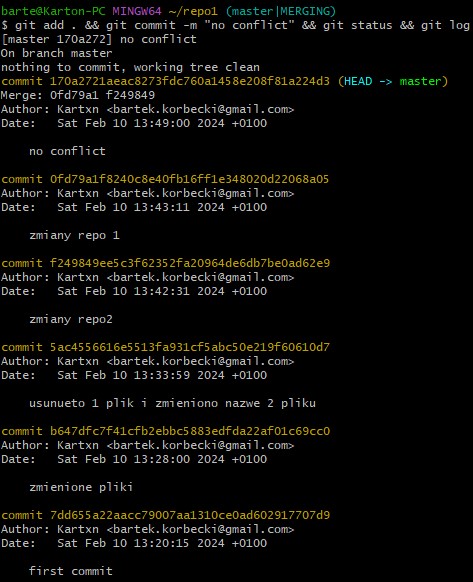 barte@Karton-PC MINGW64 ~/repo1 (master|MERGING)
$ git add . && git commit -m "no conflict" && git status && git log
[master 170a272] no conflict
On branch master
nothing to commit, working tree clean
commit 170a2721aeac8273fdc760a1458e208f81a224d3 (HEAD -> master)
Merge: 0fd79a1 f249849
Author: Kartxn <bartek.korbecki@gmail.com>
Date:   Sat Feb 10 13:49:00 2024 +0100

    no conflict

commit 0fd79a1f8240c8e40fb16ff1e348020d22068a05
Author: Kartxn <bartek.korbecki@gmail.com>
Date:   Sat Feb 10 13:43:11 2024 +0100

    zmiany repo 1

commit f249849ee5c3f62352fa20964de6db7be0ad62e9
Author: Kartxn <bartek.korbecki@gmail.com>
Date:   Sat Feb 10 13:42:31 2024 +0100

    zmiany repo2

commit 5ac4556616e5513fa931cf5abc50e219f60610d7
Author: Kartxn <bartek.korbecki@gmail.com>
Date:   Sat Feb 10 13:33:59 2024 +0100

    usunueto 1 plik i zmieniono nazwe 2 pliku

commit b647dfc7f41cfb2ebbc5883edfda22af01c69cc0
Author: Kartxn <bartek.korbecki@gmail.com>
Date:   Sat Feb 10 13:28:00 2024 +0100

    zmienione pliki

commit 7dd655a22aacc79007aa1310ce0ad602917707d9
Author: Kartxn <bartek.korbecki@gmail.com>
Date:   Sat Feb 10 13:20:15 2024 +0100

    first commit